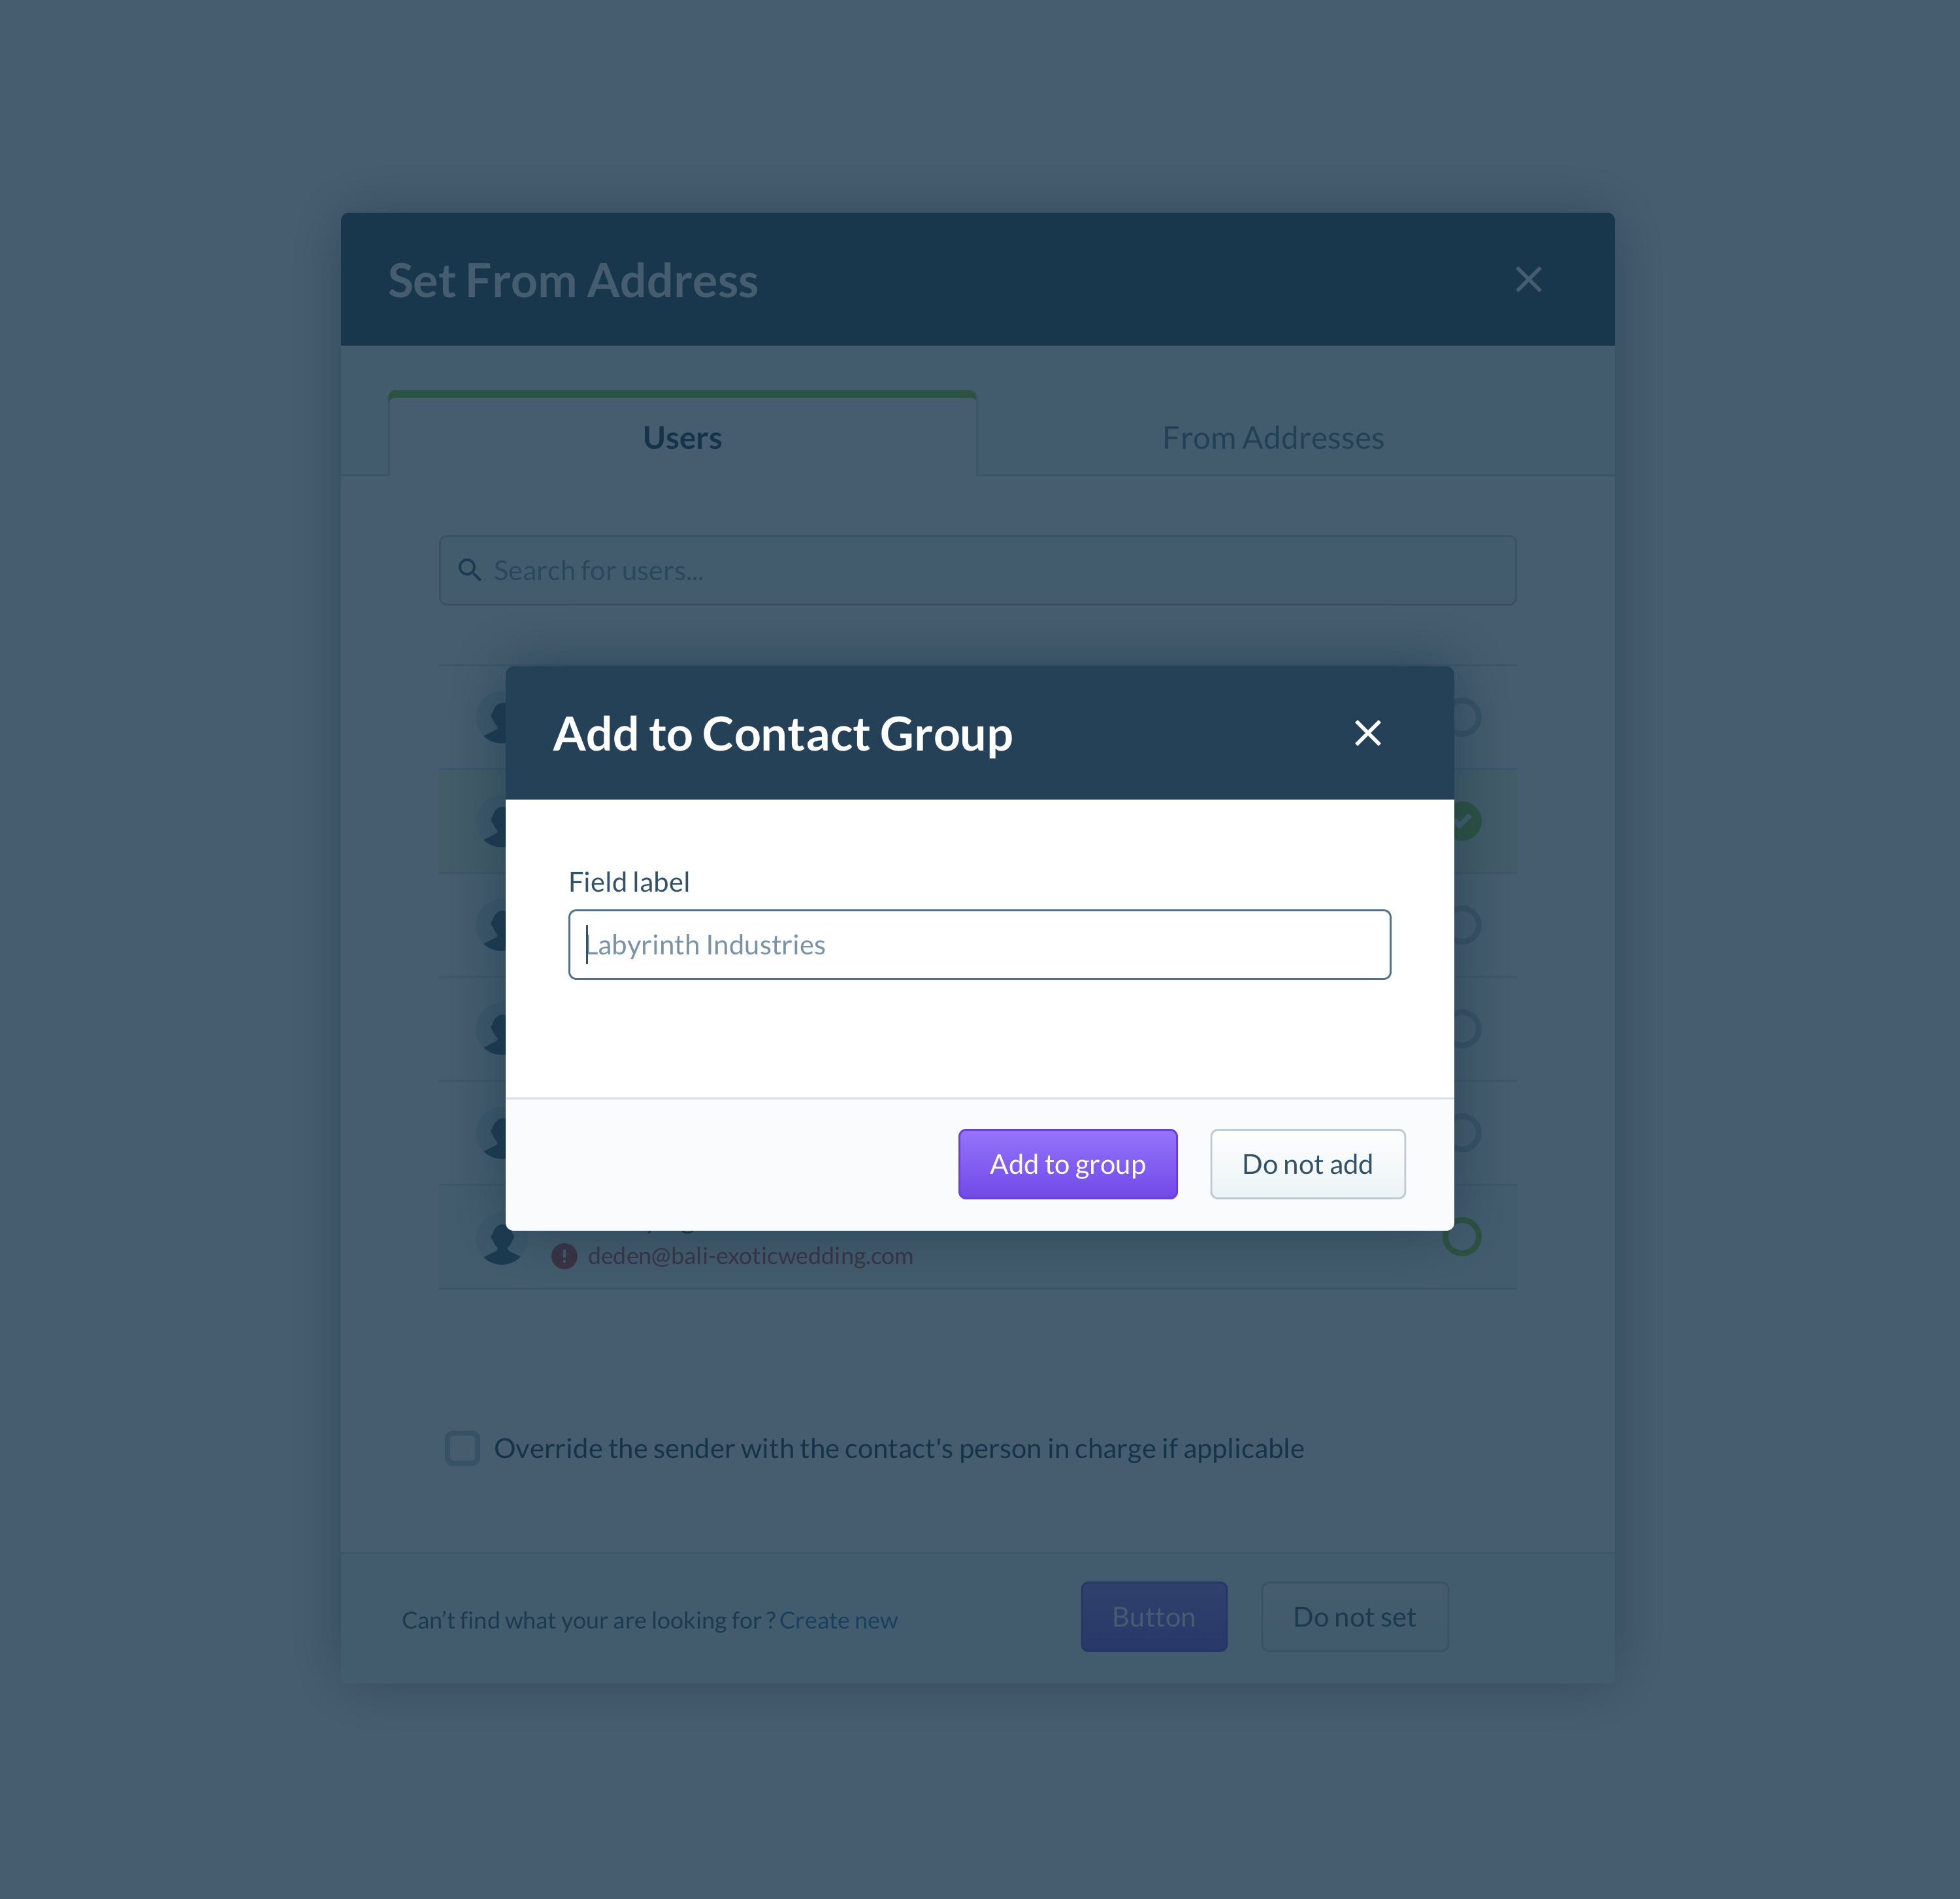 Set From Address
Users
From Addresses
Search for users...
Add to Contact Group
Field label
Labyrinth Industries
Add to group
Do not add
deden@bali-exoticwedding.com
Override the sender with the contact's person in charge if applicable
Can't find what your are looking for ? Create new
Button
Do not set